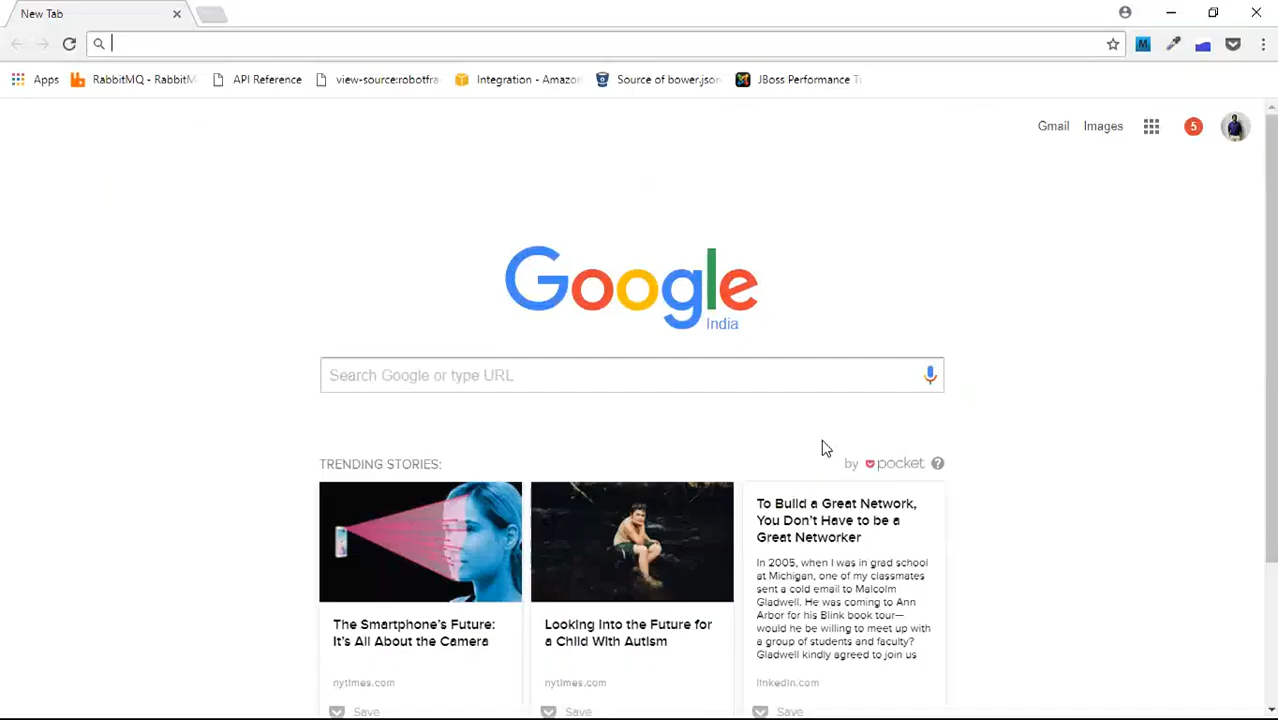 New Tab
Apps
RabbitMQ - RabbitM
API Reference
view-source:robotfra
Integration - Amazo
Source of bower.json
JBoss Performance T
Gmail
Images
5
Google
India
Search Google or type URL
TRENDING STORIES:
by pocket ?
The Smartphone's Future:
It's All About the Camera
nytimes.com
Save
Looking Into the Future for
a Child With Autism
nytimes.com
Save
To Build a Great Network,
You Don't Have to be a
Great Networker
In 2005, when I was in grad school
at Michigan, one of my classmates
sent a cold email to Malcolm
Gladwell. He was coming to Ann
Arbor for his Blink book tour—
would he be willing to meet up with
a group of students and faculty?
Gladwell kindly agreed to join us
linkedin.com
Save